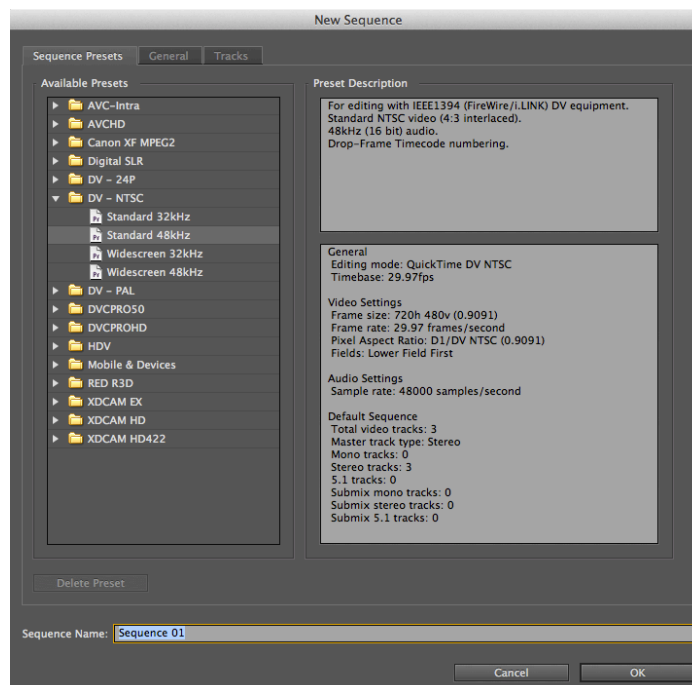 New Sequence
Sequence Presets
General
Tracks
Available Presets
AVC-Intra
AVCHD
Canon XF MPEG2
Digital SLR
DV - 24P
DV - NTSC
Standard 32kHz
Standard 48kHz
Widescreen 32kHz
Widescreen 48kHz
DV - PAL
DVCPRO50
DVCPROHD
HDV
Mobile & Devices
RED R3D
XDCAM EX
XDCAM HD
XDCAM HD422
Preset Description
For editing with IEEE1394 (FireWire/i.LINK) DV equipment.
Standard NTSC video (4:3 interlaced).
48kHz (16 bit) audio.
Drop-Frame Timecode numbering.
General
Editing mode: QuickTime DV NTSC
Timebase: 29.97fps
Video Settings
Frame size: 720h 480v (0.9091)
Frame rate: 29.97 frames/second
Pixel Aspect Ratio: D1/DV NTSC (0.9091)
Fields: Lower Field First
Audio Settings
Sample rate: 48000 samples/second
Default Sequence
Total video tracks: 3
Master track type: Stereo
Mono tracks: 0
Stereo tracks: 3
5.1 tracks: 0
Submix mono tracks: 0
Submix stereo tracks: 0
Submix 5.1 tracks: 0
Delete Preset
Sequence Name: Sequence 01
Cancel
OK